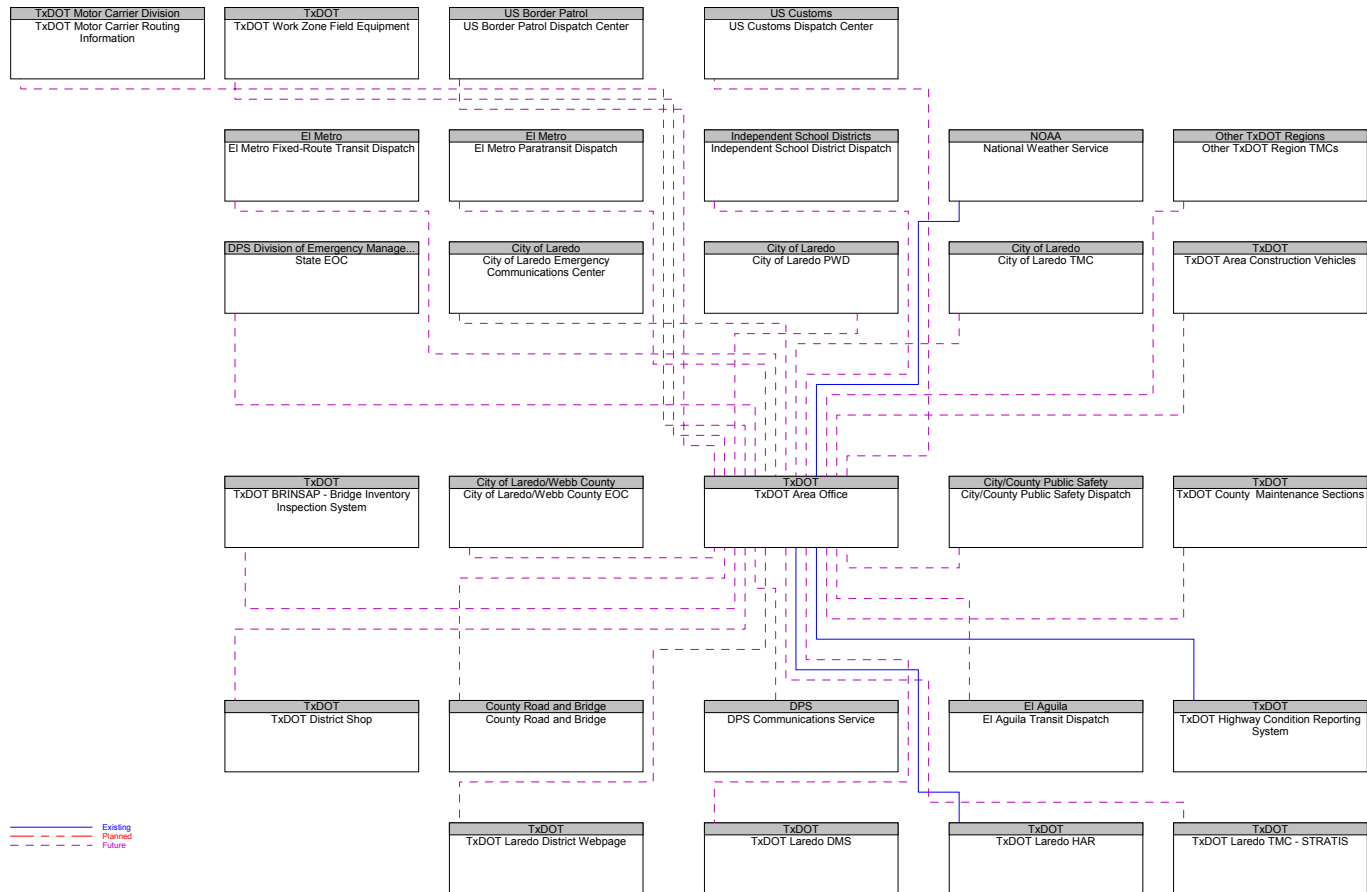 TxDOT Motor Carrier Division
TxDOT Motor Carrier Routing
Information
TxDOT
TxDOT Work Zone Field Equipment
US Border Patrol
US Border Patrol Dispatch Center
US Customs
US Customs Dispatch Center
El Metro
El Metro Fixed-Route Transit Dispatch
El Metro
El Metro Paratransit Dispatch
Independent School Districts
Independent School District Dispatch
NOAA
National Weather Service
Other TxDOT Regions
Other TxDOT Region TMCs
DPS Division of Emergency Manage...
State EOC
City of Laredo
City of Laredo Emergency
Communications Center
City of Laredo
City of Laredo PWD
City of Laredo
City of Laredo TMC
TxDOT
TxDOT Area Construction Vehicles
TxDOT
TxDOT BRINSAP - Bridge Inventory
Inspection System
City of Laredo/Webb County
City of Laredo/Webb County EOC
TxDOT
TxDOT Area Office
City/County Public Safety
City/County Public Safety Dispatch
TxDOT
TxDOT County Maintenance Sections
TxDOT
TxDOT District Shop
County Road and Bridge
County Road and Bridge
DPS
DPS Communications Service
El Aguila
El Aguila Transit Dispatch
TxDOT
TxDOT Highway Condition Reporting
System
Existing
Planned
Future
TxDOT
TxDOT Laredo District Webpage
TxDOT
TxDOT Laredo DMS
TxDOT
TxDOT Laredo HAR
TxDOT
TxDOT Laredo TMC - STRATIS